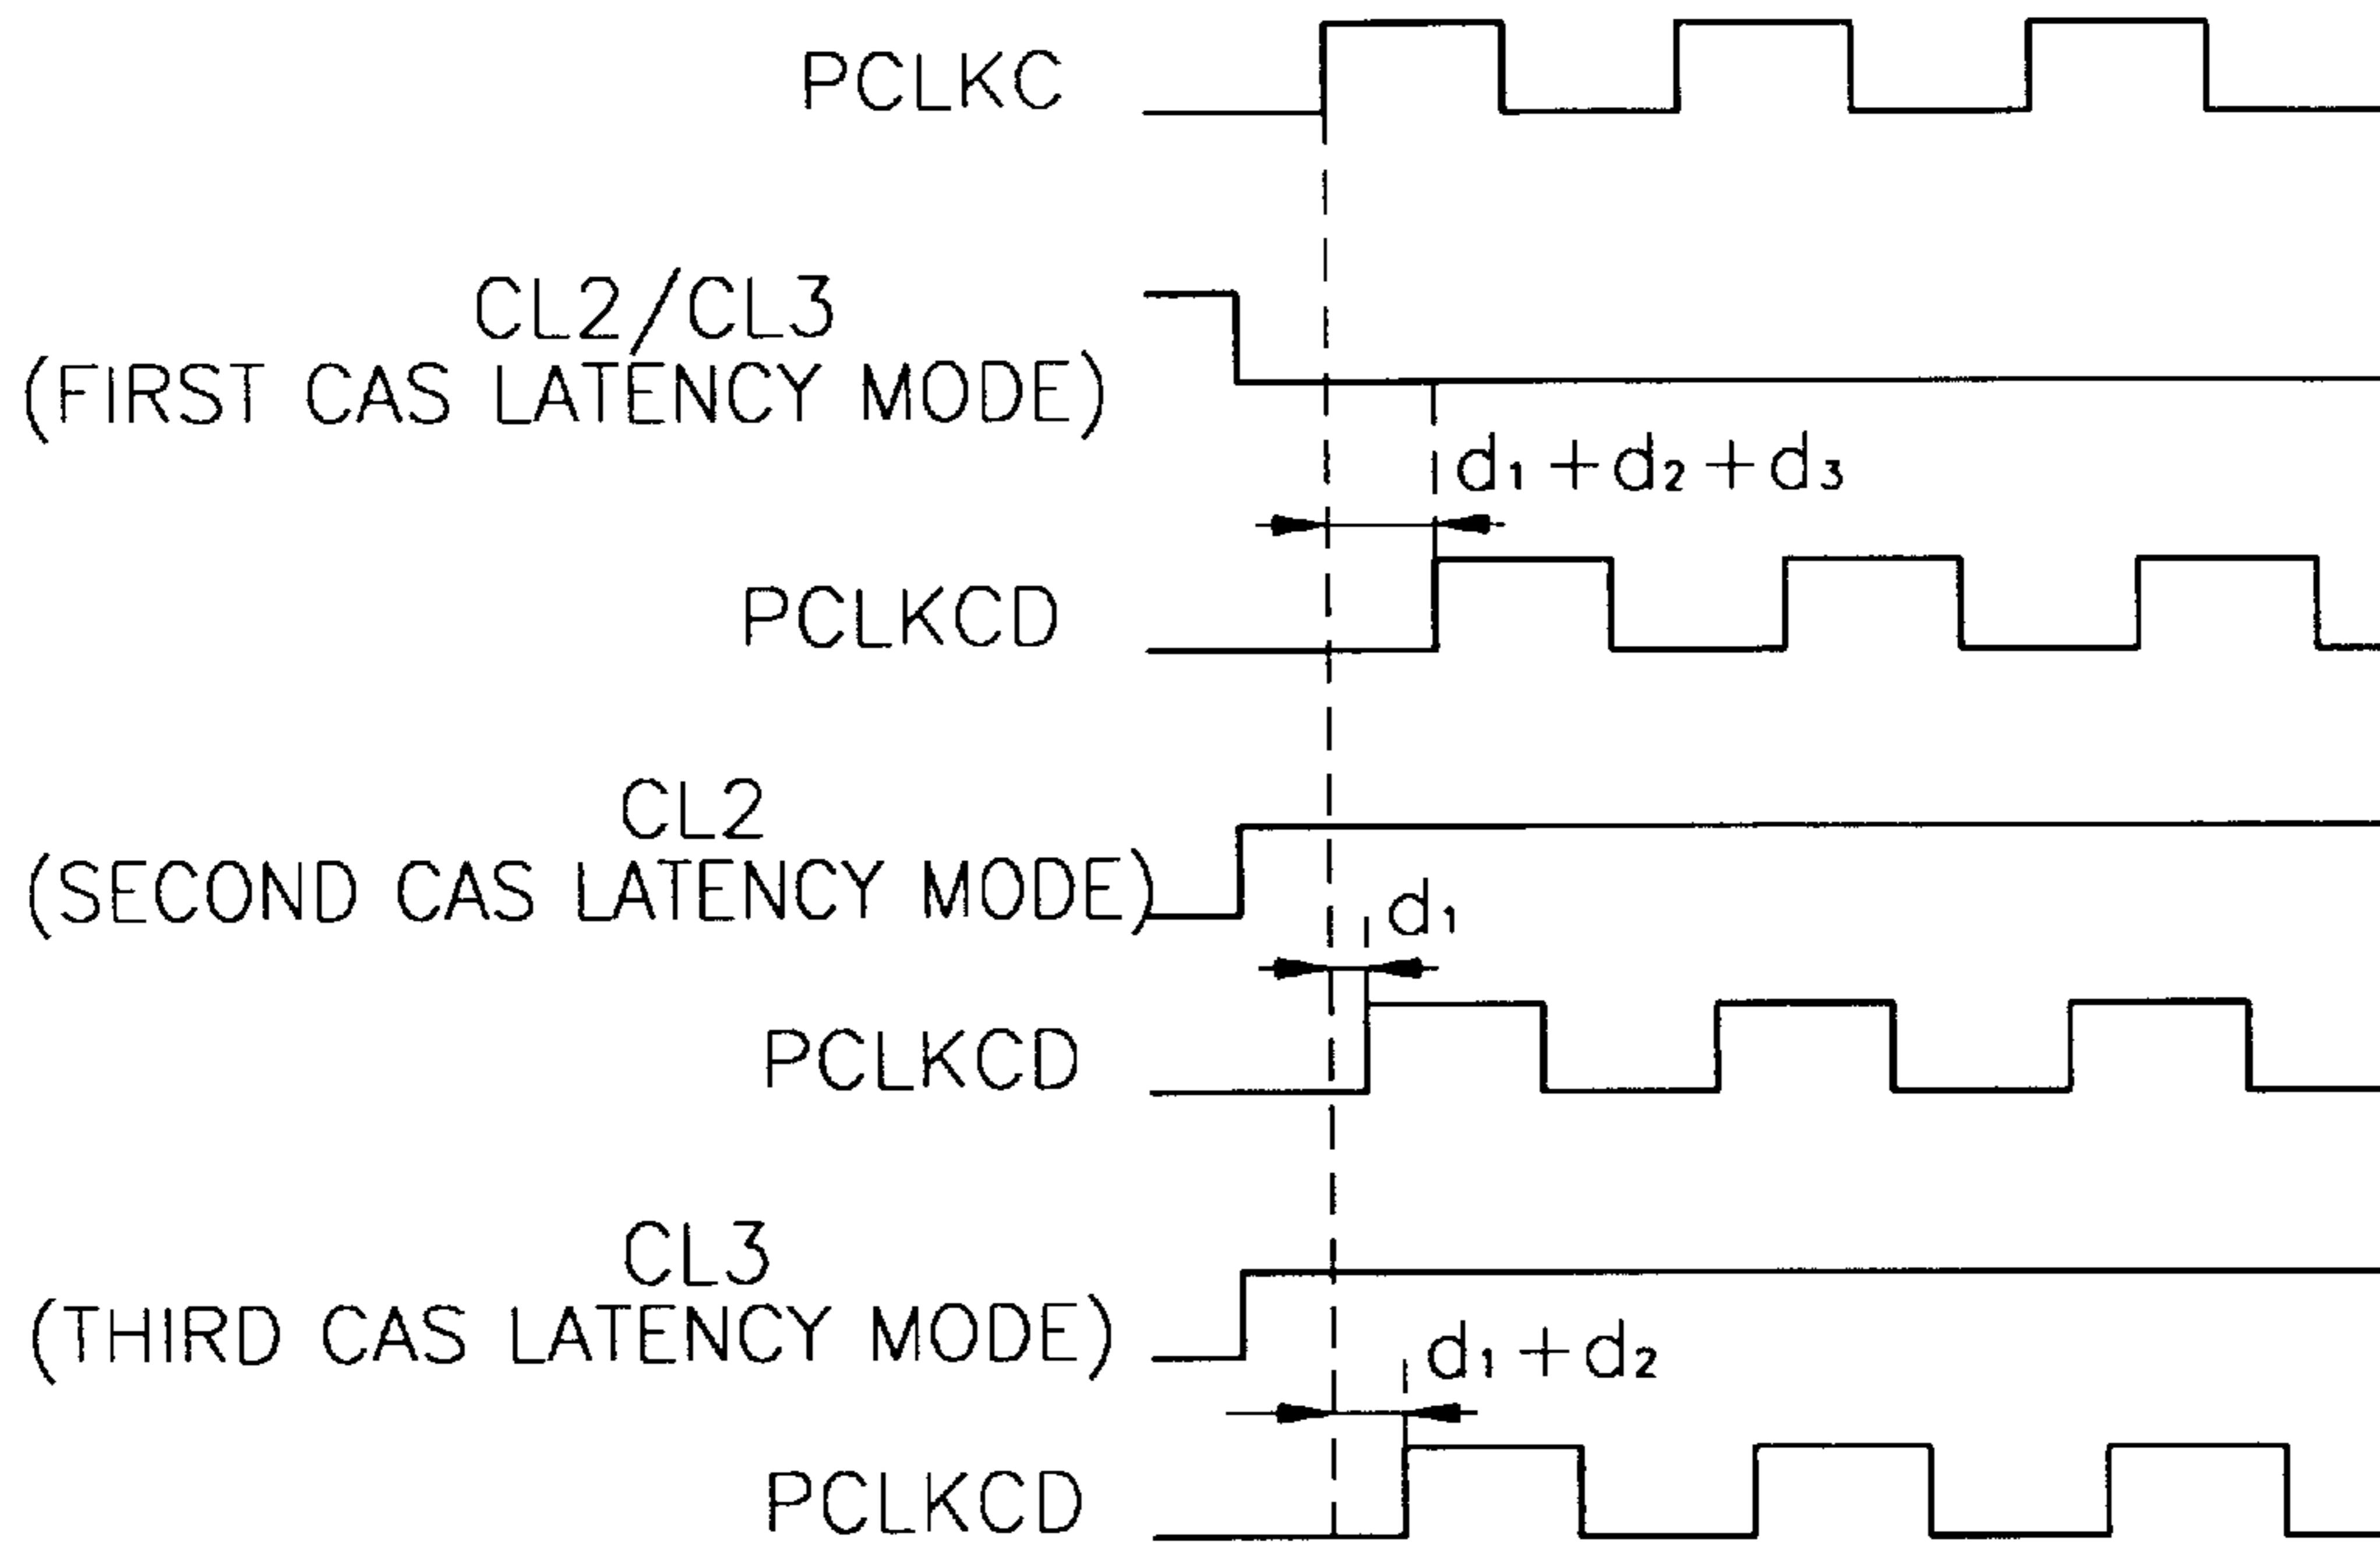 PCLKC
CL2/CL3
(FIRST CAS LATENCY MODE)
d₁+d₂+d₃
PCLKCD
CL2
(SECOND CAS LATENCY MODE)
d₁
PCLKCD
CL3
(THIRD CAS LATENCY MODE)
d₁+d₂
PCLKCD